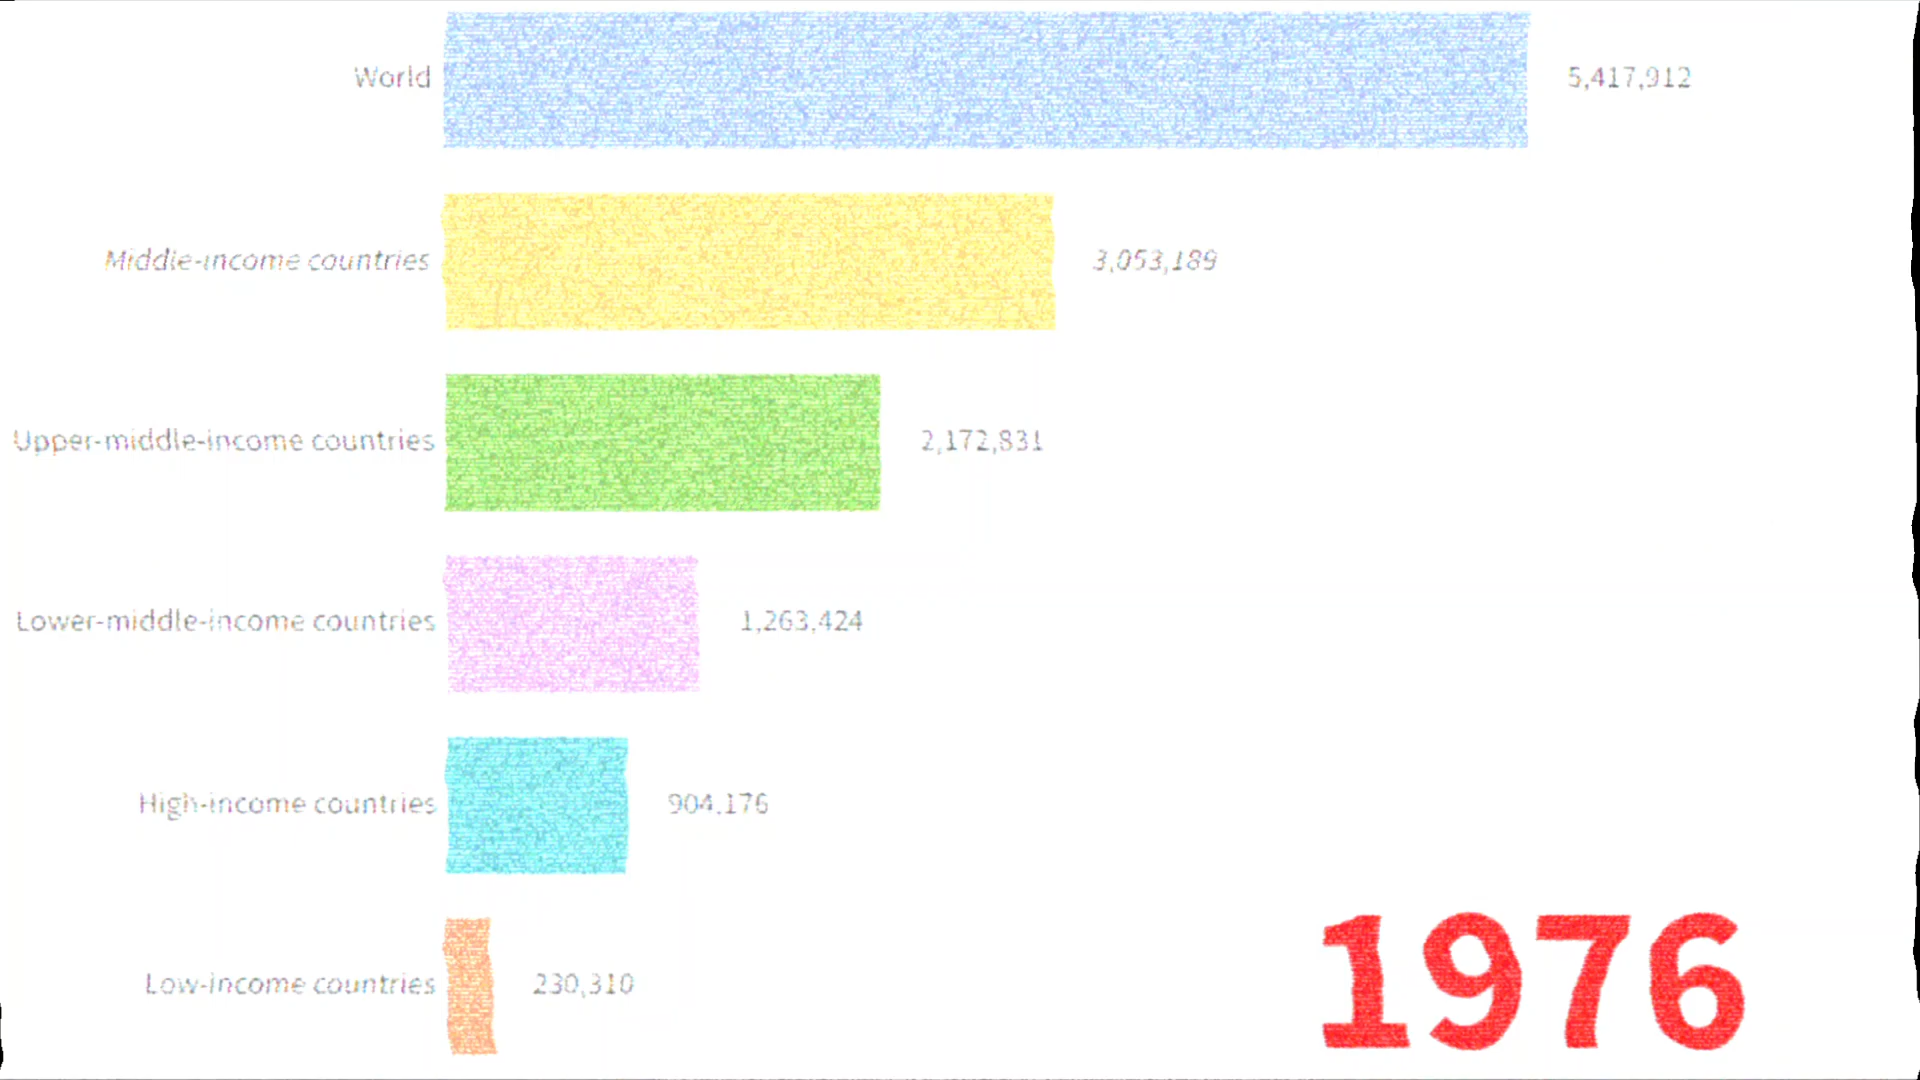 World 5,417,912
Middle-income countries 3,053,189
Upper-middle-income countries 2,172,831
Lower-middle-income countries 1,263,424
High-income countries 904,176
Low-income countries 230,310
1976